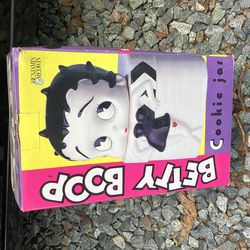 BETTY BOOP
Cookie jar
BENJAMIN
& MEDWIN